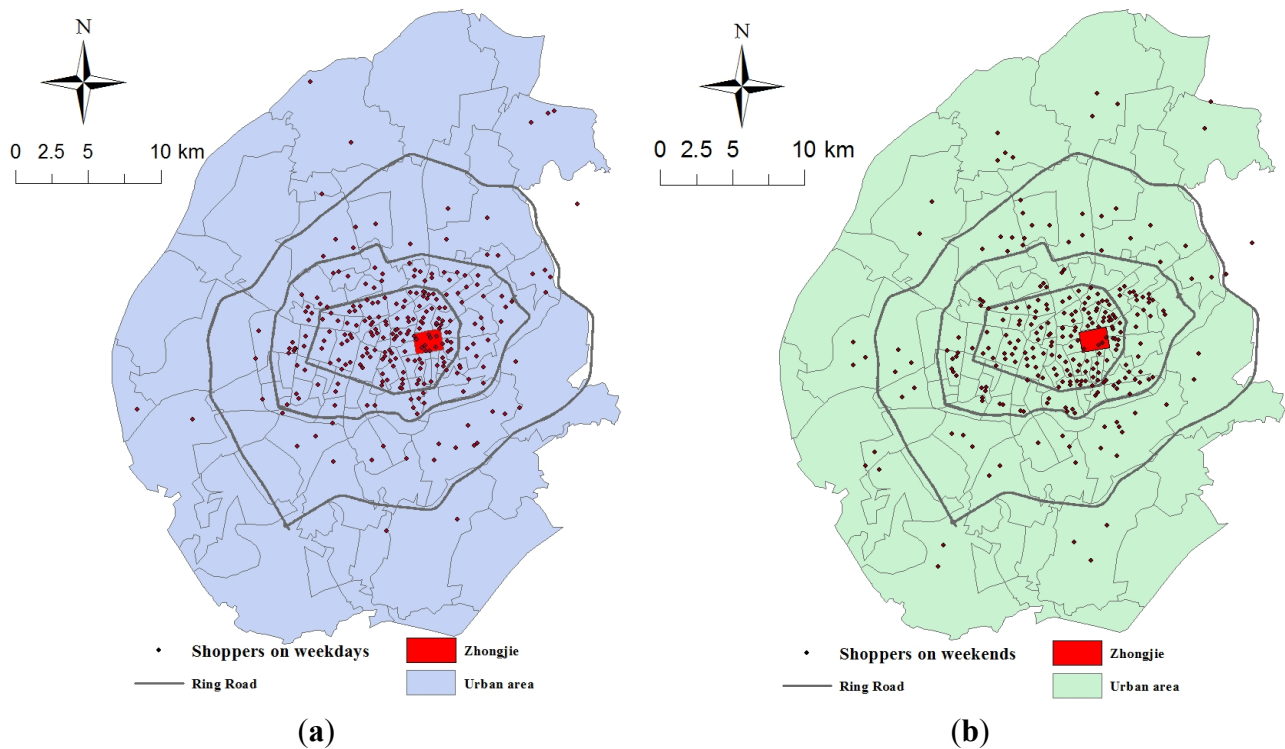 N
0 2.5 5 10 km
Shoppers on weekdays
Zhongjie
Ring Road
Urban area
(a)
N
0 2.5 5 10 km
Shoppers on weekends
Zhongjie
Ring Road
Urban area
(b)